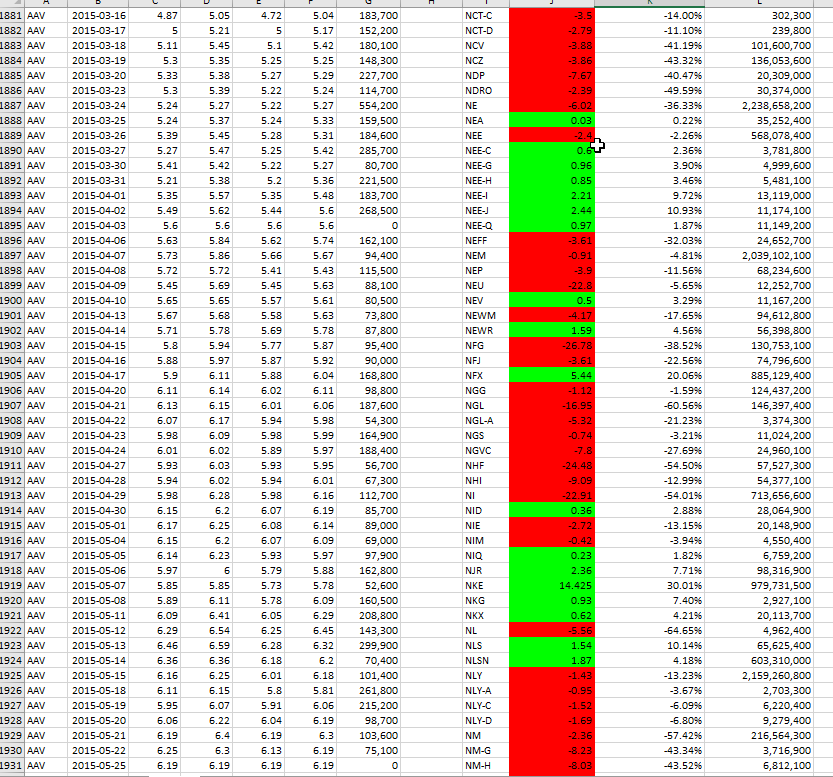 A B C D E F G H I J K L
1881 AAV 2015-03-16 4.87 5.05 4.72 5.04 183,700 NCT-C -3.5 -14.00% 302,300
1882 AAV 2015-03-17 5 5.21 5 5.17 152,200 NCT-D -2.79 -11.10% 239,800
1883 AAV 2015-03-18 5.11 5.45 5.1 5.42 180,100 NCV -3.83 -41.19% 101,600,700
1884 AAV 2015-03-19 5.3 5.35 5.25 5.25 148,300 NCZ -3.86 -43.32% 136,053,600
1885 AAV 2015-03-20 5.33 5.38 5.27 5.29 227,700 NDP -7.67 -40.47% 20,309,000
1886 AAV 2015-03-23 5.3 5.39 5.22 5.24 114,700 NDRO -2.39 -49.59% 30,374,000
1887 AAV 2015-03-24 5.24 5.27 5.22 5.27 554,200 NE -6.02 -36.33% 2,238,658,200
1888 AAV 2015-03-25 5.24 5.37 5.24 5.33 159,500 NEA 0.03 0.22% 35,252,400
1889 AAV 2015-03-26 5.39 5.45 5.28 5.31 184,600 NEE -2.4 -2.26% 568,078,400
1890 AAV 2015-03-27 5.27 5.47 5.25 5.42 285,700 NEE-C 0.6 2.36% 3,781,800
1891 AAV 2015-03-30 5.41 5.42 5.22 5.27 80,700 NEE-G 0.96 3.90% 4,999,600
1892 AAV 2015-03-31 5.21 5.38 5.2 5.36 221,500 NEE-H 0.85 3.46% 5,481,100
1893 AAV 2015-04-01 5.35 5.57 5.35 5.48 183,700 NEE-I 2.21 9.72% 13,119,000
1894 AAV 2015-04-02 5.49 5.62 5.44 5.6 268,500 NEE-J 2.44 10.93% 11,174,100
1895 AAV 2015-04-03 5.6 5.6 5.6 5.6 0 NEE-Q 0.97 1.87% 11,149,200
1896 AAV 2015-04-06 5.63 5.84 5.62 5.74 162,100 NEFF -3.61 -32.03% 24,652,700
1897 AAV 2015-04-07 5.73 5.86 5.66 5.67 94,400 NEM -0.91 -4.81% 2,039,102,100
1898 AAV 2015-04-08 5.72 5.72 5.41 5.43 115,500 NEP -3.9 -11.56% 68,234,600
1899 AAV 2015-04-09 5.45 5.69 5.45 5.63 88,100 NEU -22.8 -5.65% 12,252,700
1900 AAV 2015-04-10 5.65 5.65 5.57 5.61 80,500 NEV 0.5 3.29% 11,167,200
1901 AAV 2015-04-13 5.67 5.68 5.58 5.63 73,800 NEWM -4.17 -17.65% 94,612,800
1902 AAV 2015-04-14 5.71 5.78 5.69 5.78 87,800 NEWR 1.59 4.56% 56,398,800
1903 AAV 2015-04-15 5.8 5.94 5.77 5.87 95,400 NFG -26.78 -38.52% 130,753,100
1904 AAV 2015-04-16 5.88 5.97 5.87 5.92 90,000 NFJ -3.61 -22.56% 74,796,600
1905 AAV 2015-04-17 5.9 6.11 5.88 6.04 168,800 NFX 5.44 20.06% 885,129,400
1906 AAV 2015-04-20 6.11 6.14 6.02 6.11 98,800 NGG -1.12 -1.59% 124,437,200
1907 AAV 2015-04-21 6.13 6.15 6.01 6.06 187,600 NGL -16.95 -60.56% 146,397,400
1908 AAV 2015-04-22 6.07 6.17 5.94 5.98 54,300 NGL-A -5.32 -21.23% 3,374,300
1909 AAV 2015-04-23 5.98 6.09 5.98 5.99 164,900 NGS -0.74 -3.21% 11,024,200
1910 AAV 2015-04-24 6.01 6.02 5.89 5.97 188,400 NGVC -7.8 -27.69% 24,960,100
1911 AAV 2015-04-27 5.93 6.03 5.93 5.95 56,700 NHF -24.48 -54.50% 57,527,300
1912 AAV 2015-04-28 5.94 6.02 5.94 6.01 67,300 NHI -9.09 -12.99% 54,377,100
1913 AAV 2015-04-29 5.98 6.28 5.98 6.16 112,700 NI -22.91 -54.01% 713,656,600
1914 AAV 2015-04-30 6.15 6.2 6.07 6.19 85,700 NID 0.36 2.88% 28,064,900
1915 AAV 2015-05-01 6.17 6.25 6.08 6.14 89,000 NIE -2.72 -13.15% 20,148,900
1916 AAV 2015-05-04 6.15 6.2 6.07 6.09 69,000 NIM -0.42 -3.94% 4,550,400
1917 AAV 2015-05-05 6.14 6.23 5.93 5.97 97,900 NIQ 0.23 1.82% 6,759,200
1918 AAV 2015-05-06 5.97 6 5.79 5.88 162,800 NJR 2.36 7.71% 98,316,900
1919 AAV 2015-05-07 5.85 5.85 5.73 5.78 52,600 NKE 14.425 30.01% 979,731,500
1920 AAV 2015-05-08 5.89 6.11 5.78 6.09 160,500 NKG 0.93 7.40% 2,927,100
1921 AAV 2015-05-11 6.09 6.41 6.05 6.29 208,800 NKX 0.62 4.21% 20,113,700
1922 AAV 2015-05-12 6.29 6.54 6.25 6.45 143,300 NL -5.56 -64.65% 4,962,400
1923 AAV 2015-05-13 6.46 6.59 6.28 6.32 299,900 NLS 1.54 10.14% 65,625,400
1924 AAV 2015-05-14 6.36 6.36 6.18 6.2 70,400 NLSN 1.87 4.18% 603,310,000
1925 AAV 2015-05-15 6.16 6.25 6.01 6.18 101,400 NLY -1.43 -13.23% 2,159,260,800
1926 AAV 2015-05-18 6.11 6.15 5.8 5.81 261,800 NLY-A -0.95 -3.67% 2,703,300
1927 AAV 2015-05-19 5.95 6.07 5.91 6.06 215,200 NLY-C -1.52 -6.09% 6,220,400
1928 AAV 2015-05-20 6.06 6.22 6.04 6.19 98,700 NLY-D -1.69 -6.80% 9,279,400
1929 AAV 2015-05-21 6.19 6.4 6.19 6.3 103,600 NM -2.36 -57.42% 216,564,300
1930 AAV 2015-05-22 6.25 6.3 6.13 6.19 75,100 NM-G -8.23 -43.34% 3,716,900
1931 AAV 2015-05-25 6.19 6.19 6.19 6.19 0 NM-H -8.03 -43.52% 6,812,100